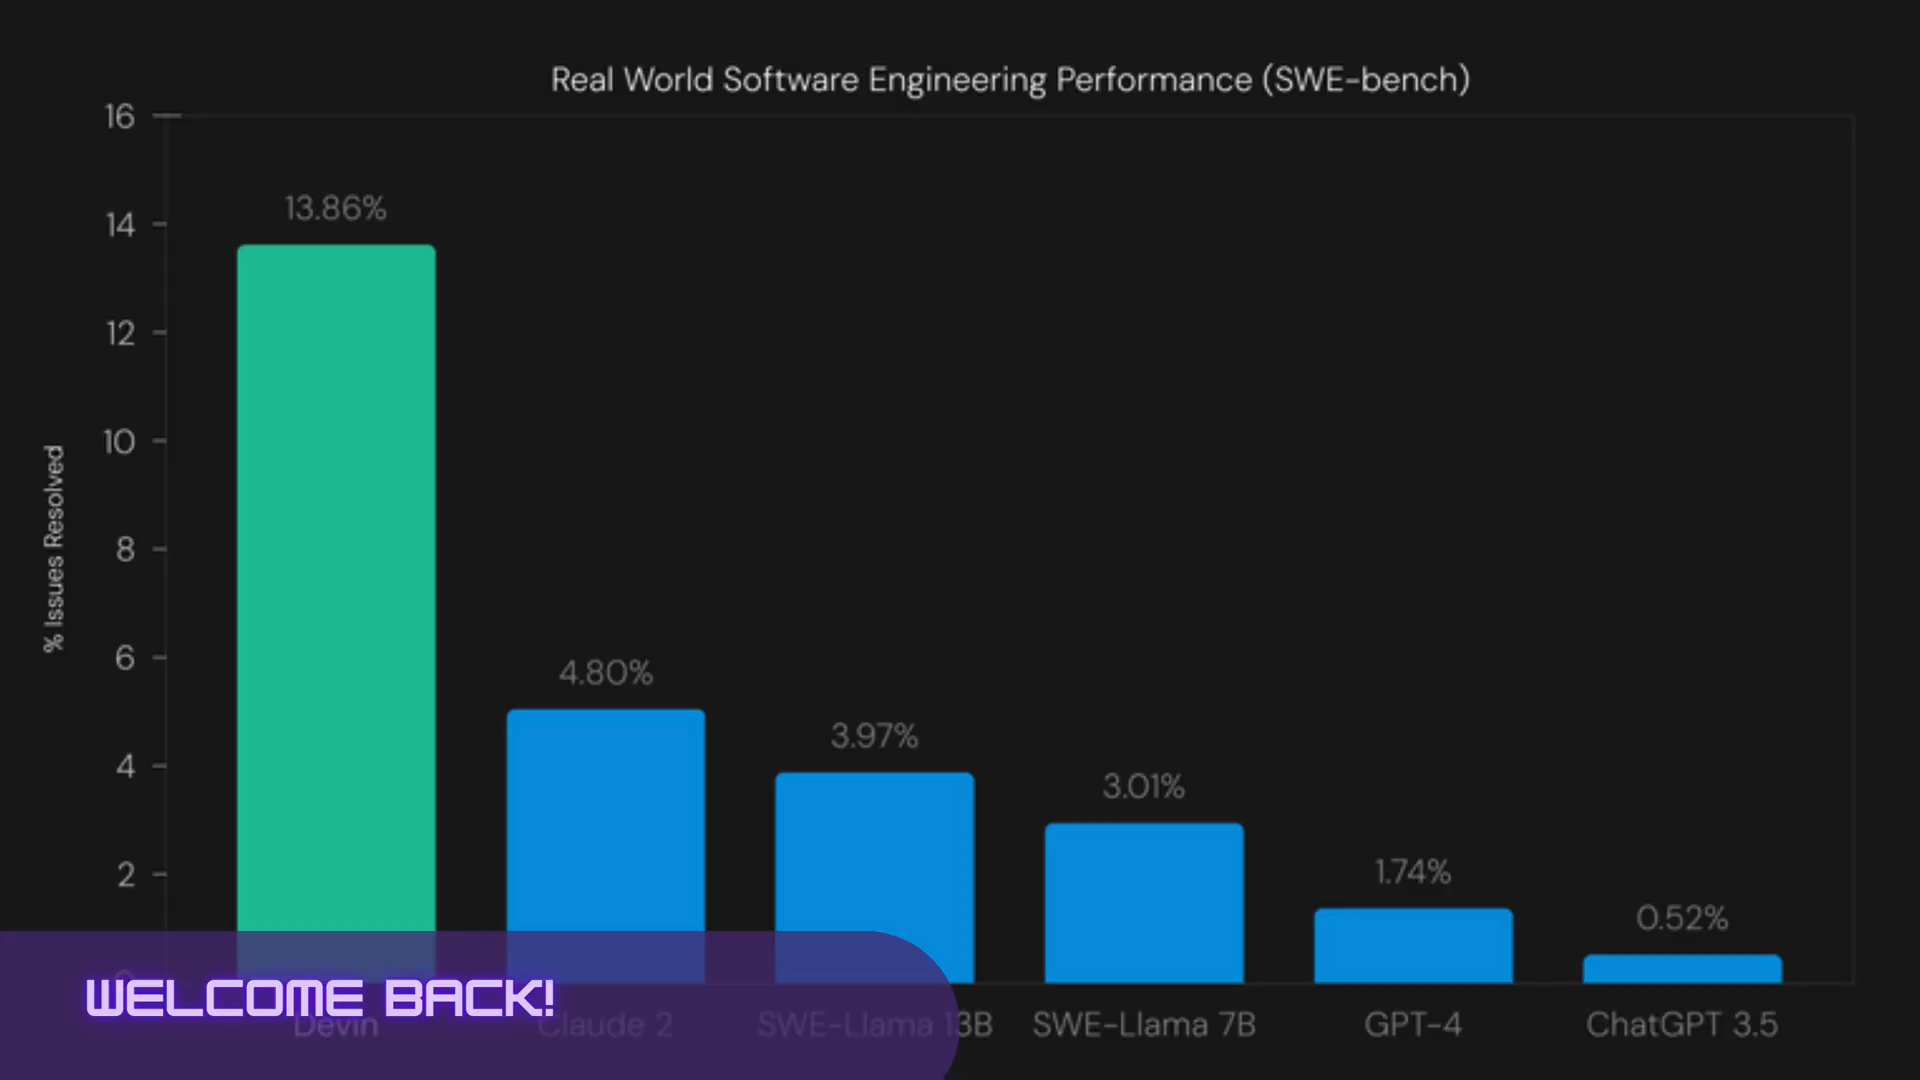 Real World Software Engineering Performance (SWE-bench)
16
14
12
10
8
6
4
2
0
% Issues Resolved
13.86%
4.80%
3.97%
3.01%
1.74%
0.52%
Devin
Claude 2
SWE-Llama 13B
SWE-Llama 7B
GPT-4
ChatGPT 3.5
WELCOME BACK!